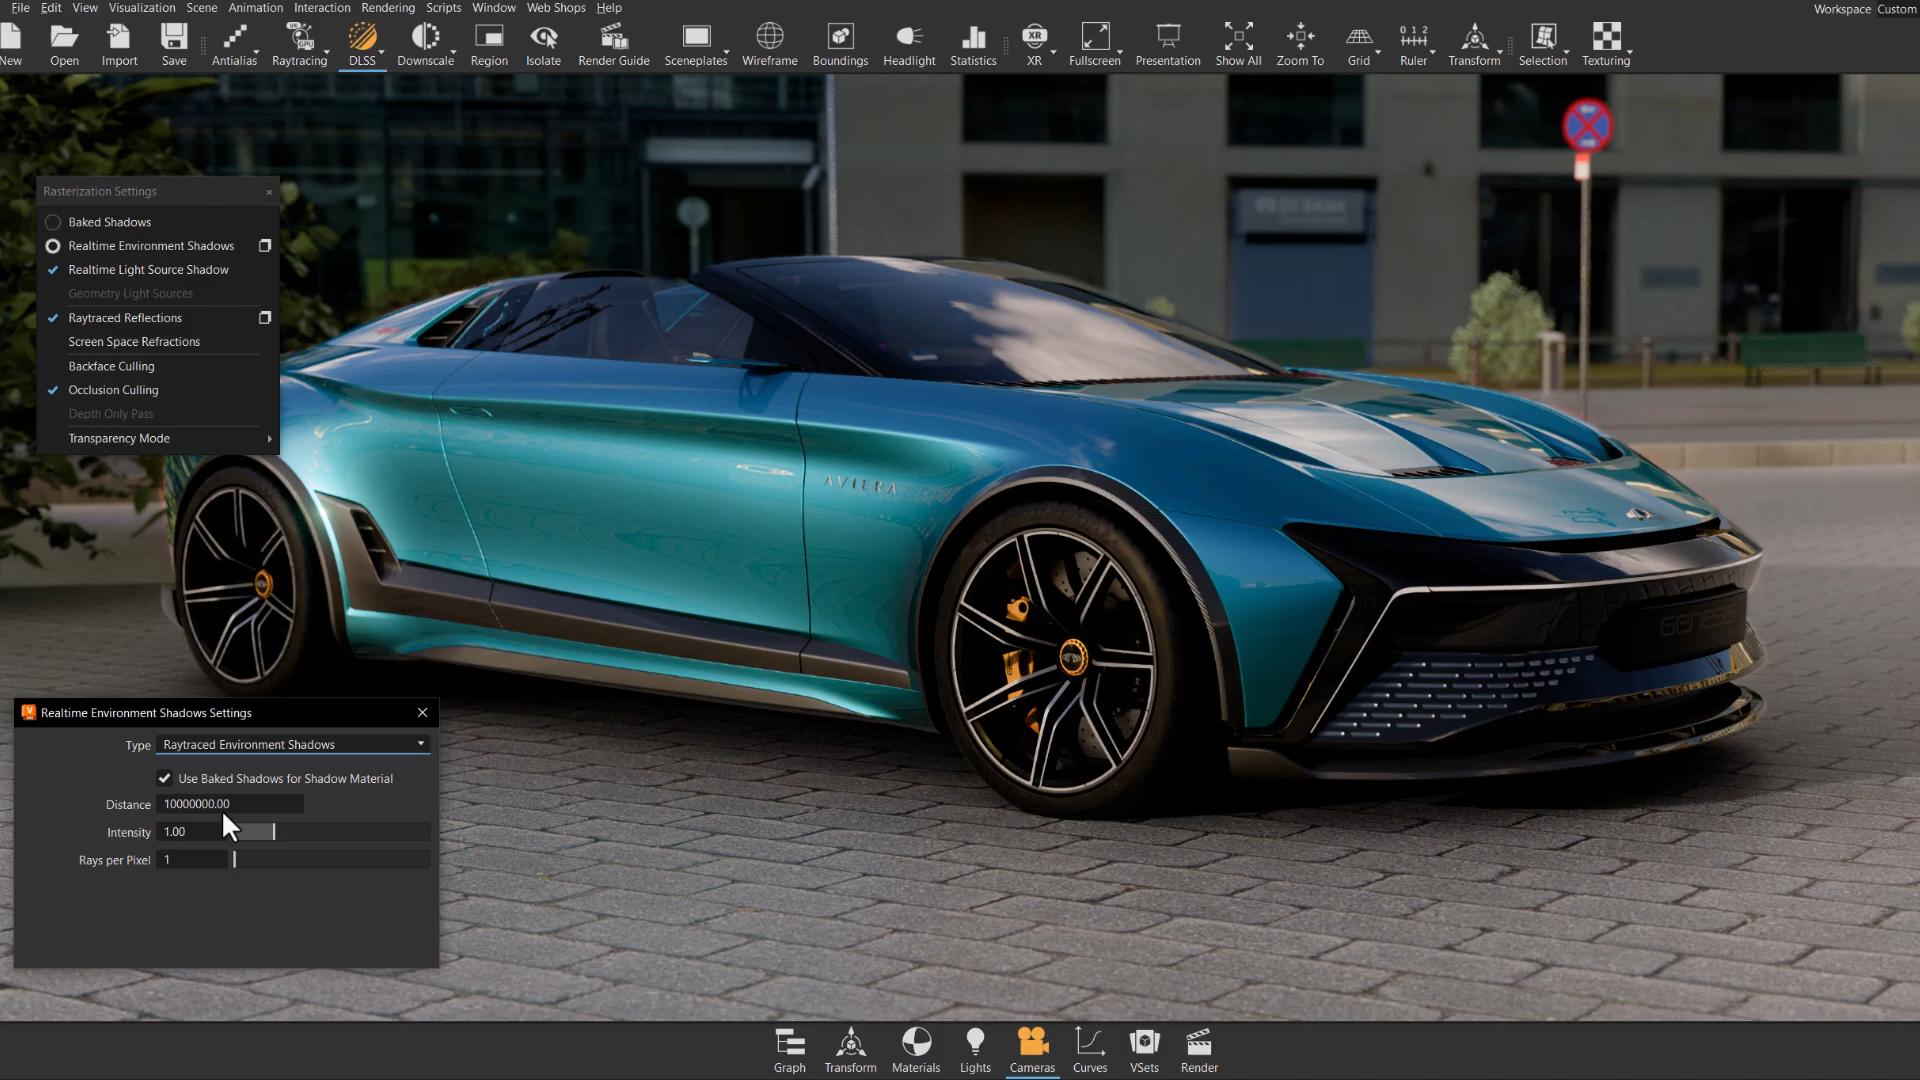 File Edit View Visualization Scene Animation Interaction Rendering Scripts Window Web Shops Help
Workspace Custom
New Open Import Save Antialias Raytracing DLSS Downscale Region Isolate Render Guide Sceneplates Wireframe Boundings Headlight Statistics XR Fullscreen Presentation Show All Zoom To Grid Ruler Transform Selection Texturing
Rasterization Settings
Baked Shadows
Realtime Environment Shadows
Realtime Light Source Shadow
Geometry Light Sources
Raytraced Reflections
Screen Space Refractions
Backface Culling
Occlusion Culling
Depth Only Pass
Transparency Mode
DZ BANK
AVIERA
GENESIS
Realtime Environment Shadows Settings
Type Raytraced Environment Shadows
Use Baked Shadows for Shadow Material
Distance 10000000.00
Intensity 1.00
Rays per Pixel 1
Graph Transform Materials Lights Cameras Curves VSets Render